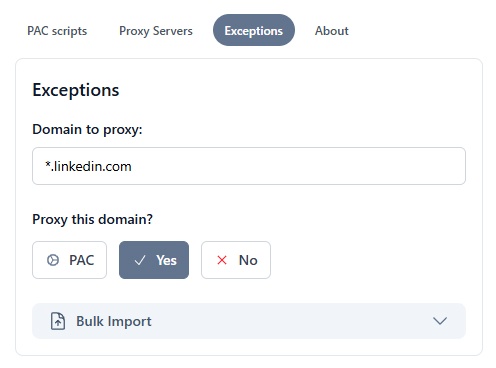 PAC scripts
Proxy Servers
Exceptions
About
Exceptions
Domain to proxy:
*.linkedin.com
Proxy this domain?
PAC
Yes
No
Bulk Import